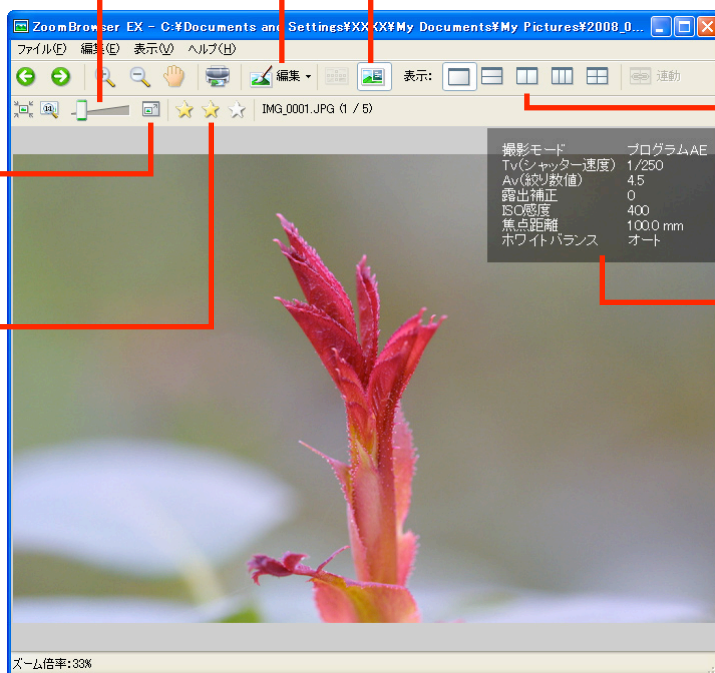 ZoomBrowser EX - C:¥Documents and Settings¥XXXX¥My Documents¥My Pictures¥2008_0...
ファイル(F) 編集(E) 表示(V) ヘルプ(H)
編集 表示: 連動
IMG_0001.JPG (1 / 5)
撮影モード プログラムAE
Tv(シャッター速度) 1/250
Av(絞り数値) 4.5
露出補正 0
ISO感度 400
焦点距離 100.0 mm
ホワイトバランス オート
ズーム倍率:33%